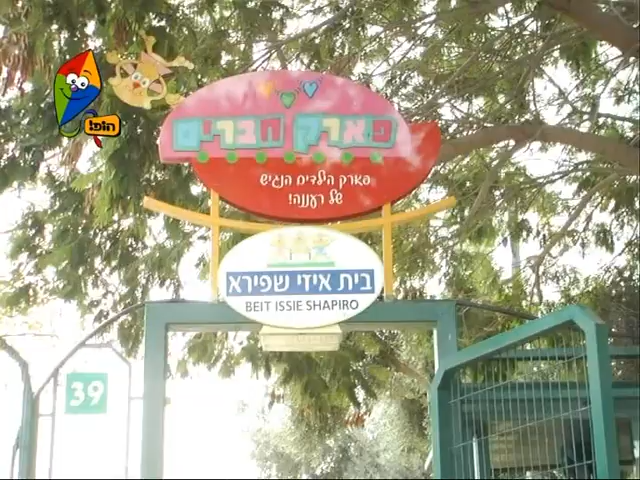 הופ!
פארק חברים
פארק הילדים הנגיש
של רעננה!
בית איזי שפירא
BEIT ISSIE SHAPIRO
39